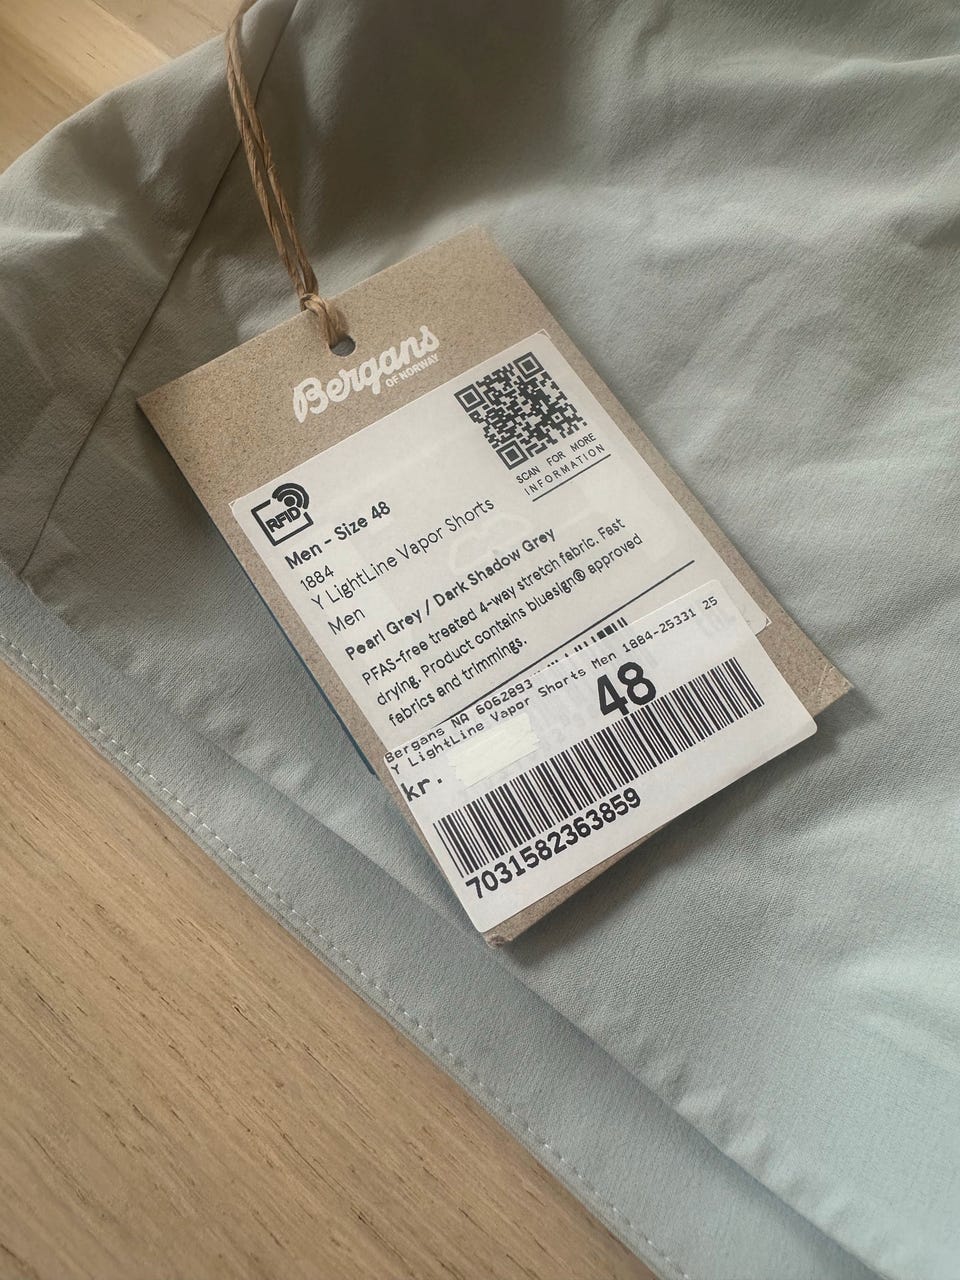 Bergans
OF NORWAY
SCAN FOR MORE
INFORMATION
RFID
Men - Size 48
1884
Y LightLine Vapor Shorts
Men
Pearl Grey / Dark Shadow Grey
PFAS-free treated 4-way stretch fabric. Fast
drying. Product contains bluesign® approved
fabrics and trimmings.
Bergans NA 6062893
Y LightLine Vapor Shorts Men 1884-25331 25
48
kr.
7031582363859